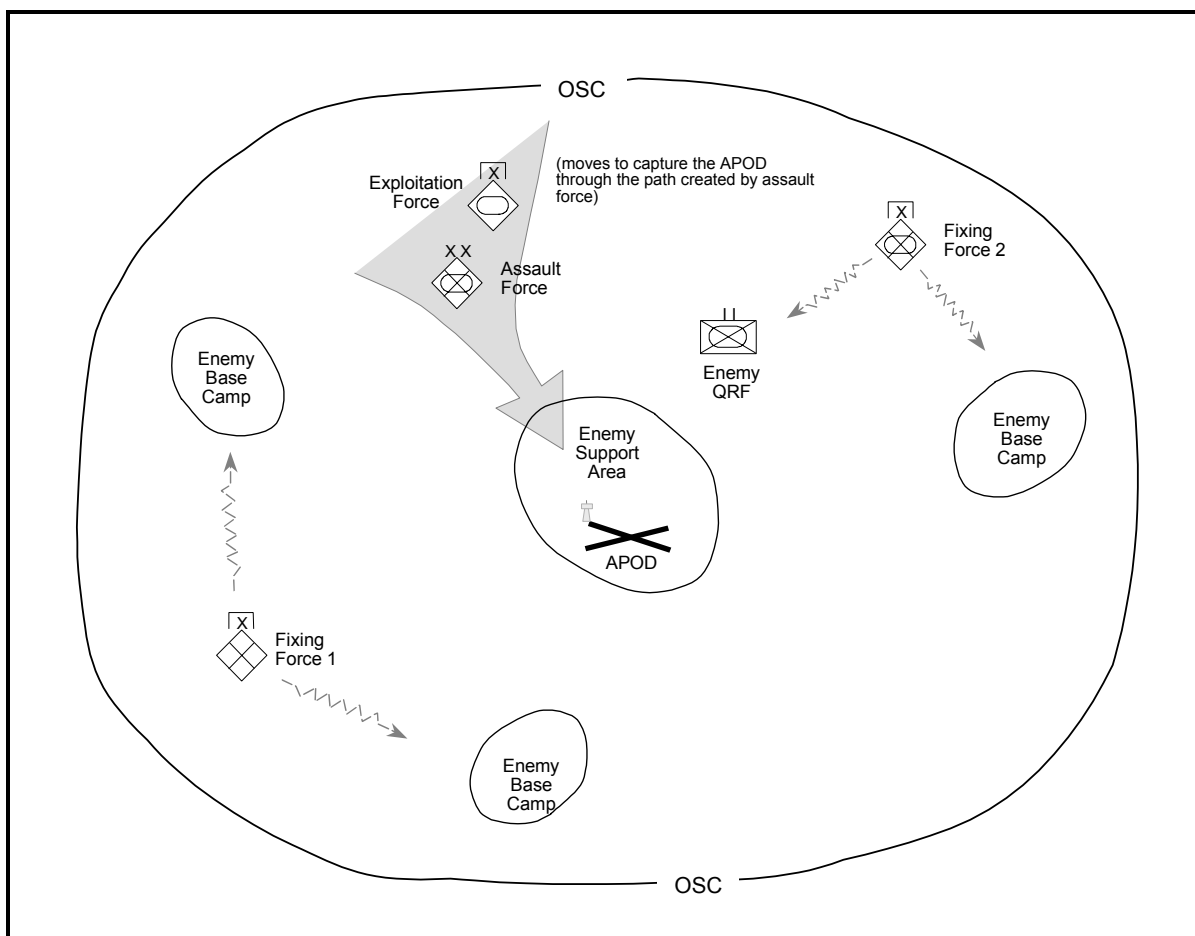 OSC
(moves to capture the APOD
through the path created by assault
force)
X
Exploitation
Force
X X
Assault
Force
X
Fixing
Force 2
Enemy
QRF
Enemy
Base
Camp
Enemy
Base
Camp
Enemy
Support
Area
APOD
X
Fixing
Force 1
Enemy
Base
Camp
OSC